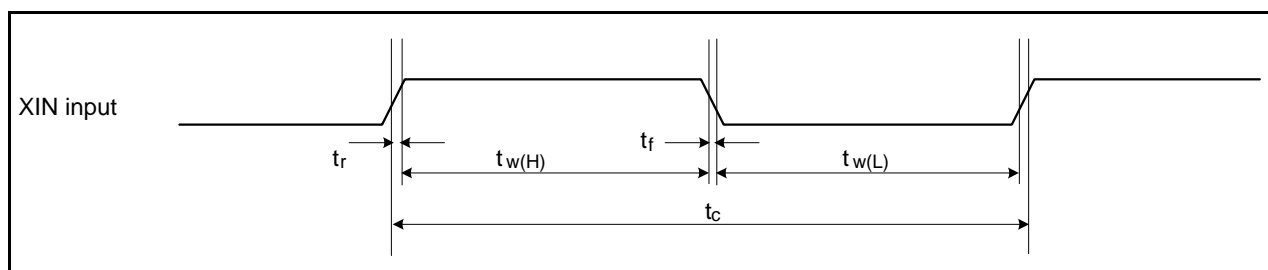 XIN input
tr
tw(H)
tf
tw(L)
tc